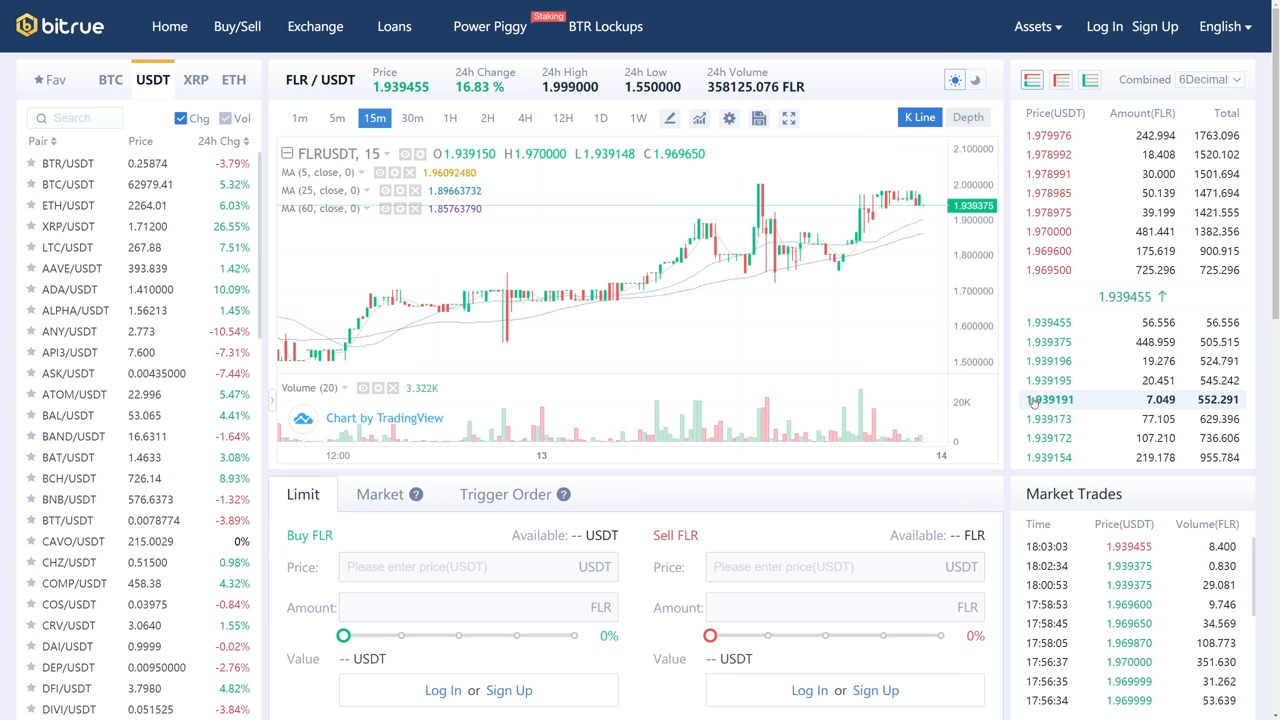 bitrue Home Buy/Sell Exchange Loans Power Piggy Staking BTR Lockups Assets Log In Sign Up English
Fav BTC USDT XRP ETH
Search Chg Vol
Pair Price 24h Chg
BTR/USDT 0.25874 -3.79%
BTC/USDT 62979.41 5.32%
ETH/USDT 2264.01 6.03%
XRP/USDT 1.71200 26.55%
LTC/USDT 267.88 7.51%
AAVE/USDT 393.839 1.42%
ADA/USDT 1.410000 10.09%
ALPHA/USDT 1.56213 1.45%
ANY/USDT 2.773 -10.54%
API3/USDT 7.600 -7.31%
ASK/USDT 0.00435000 -7.44%
ATOM/USDT 22.996 5.47%
BAL/USDT 53.065 4.41%
BAND/USDT 16.6311 -1.64%
BAT/USDT 1.4633 3.08%
BCH/USDT 726.14 8.93%
BNB/USDT 576.6373 -1.32%
BTT/USDT 0.0078774 -3.89%
CAVO/USDT 215.0029 0%
CHZ/USDT 0.51500 0.98%
COMP/USDT 458.38 4.32%
COS/USDT 0.03975 -0.84%
CRV/USDT 3.0640 1.55%
DAI/USDT 0.9999 -0.02%
DEP/USDT 0.00950000 -2.76%
DFI/USDT 3.7980 4.82%
DIVI/USDT 0.051525 -3.84%
FLR / USDT
Price 24h Change 24h High 24h Low 24h Volume
1.939455 16.83 % 1.999000 1.550000 358125.076 FLR
1m 5m 15m 30m 1H 2H 4H 12H 1D 1W K Line Depth
FLRUSDT, 15 O 1.939150 H 1.970000 L 1.939148 C 1.969650
MA (5, close, 0) 1.96092480
MA (25, close, 0) 1.89663732
MA (60, close, 0) 1.85763790
2.100000
2.000000
1.939375
1.900000
1.800000
1.700000
1.600000
1.500000
Volume (20) 3.322K
20K
Chart by TradingView
0
12:00 13 14
Limit Market ? Trigger Order ?
Buy FLR Available: -- USDT
Price: Please enter price(USDT) USDT
Amount: FLR
0%
Value -- USDT
Log In or Sign Up
Sell FLR Available: -- FLR
Price: Please enter price(USDT) USDT
Amount: FLR
0%
Value -- USDT
Log In or Sign Up
Combined 6Decimal
Price(USDT) Amount(FLR) Total
1.979976 242.994 1763.096
1.978992 18.408 1520.102
1.978991 30.000 1501.694
1.978985 50.139 1471.694
1.978975 39.199 1421.555
1.970000 481.441 1382.356
1.969600 175.619 900.915
1.969500 725.296 725.296
1.939455 ↑
1.939455 56.556 56.556
1.939375 448.959 505.515
1.939196 19.276 524.791
1.939195 20.451 545.242
1.939191 7.049 552.291
1.939173 77.105 629.396
1.939172 107.210 736.606
1.939154 219.178 955.784
Market Trades
Time Price(USDT) Volume(FLR)
18:03:03 1.939455 8.400
18:02:34 1.939375 0.830
18:00:53 1.939375 29.081
17:58:53 1.969600 9.746
17:58:45 1.969650 34.569
17:58:05 1.969870 108.773
17:56:37 1.970000 351.630
17:56:35 1.969999 31.262
17:56:34 1.969999 53.639